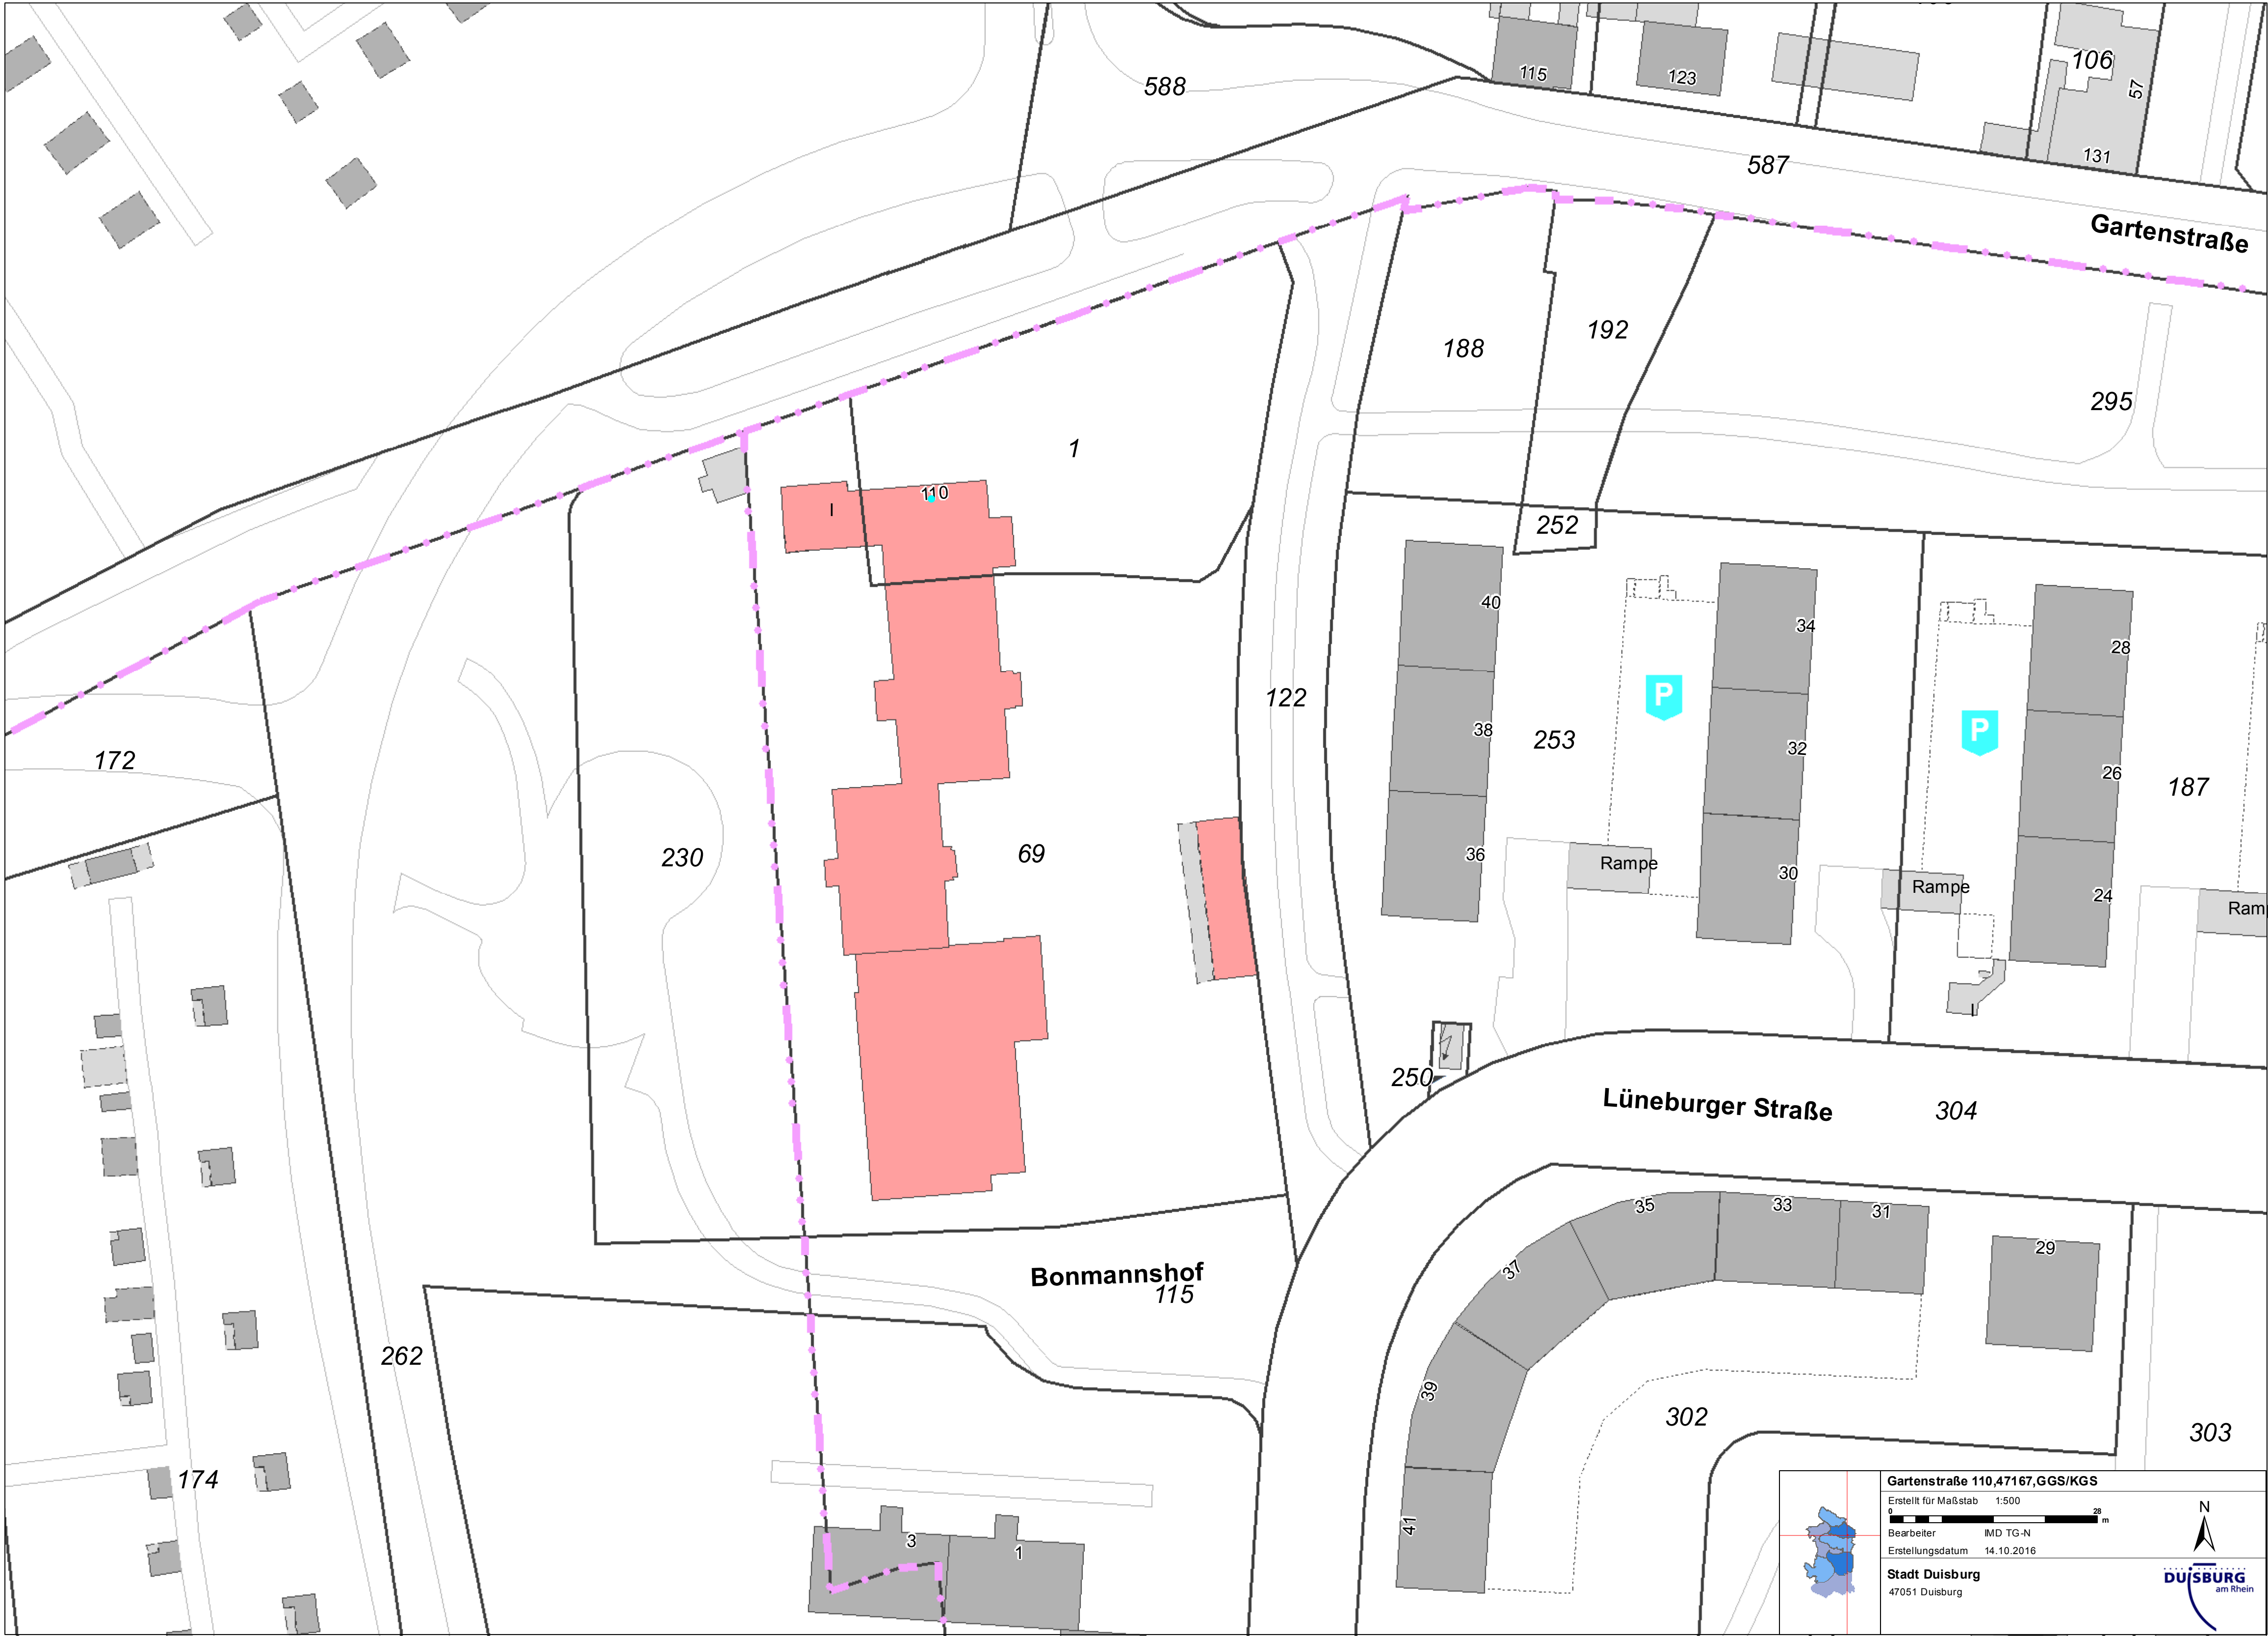 588
115
123
106
57
131
587
Gartenstraße
188
192
295
1
110
I
252
40
34
28
122
P
P
172
38
253
32
26
187
230
69
36
Rampe
30
Rampe
24
Ram
I
250
Lüneburger Straße
304
35
33
31
29
37
Bonmannshof
115
262
39
302
303
174
41
3
1
Gartenstraße 110,47167,GGS/KGS
Erstellt für Maßstab 1:500
0 28
m
N
Bearbeiter IMD TG-N
Erstellungsdatum 14.10.2016
Stadt Duisburg
47051 Duisburg
DUISBURG
am Rhein